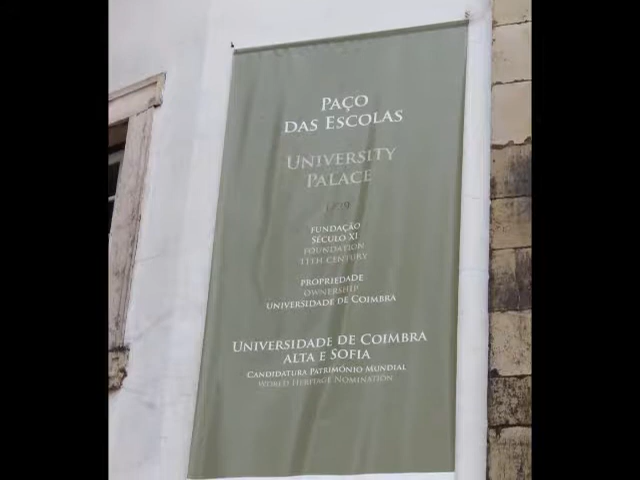 PAÇO
DAS ESCOLAS
UNIVERSITY
PALACE
FUNDAÇÃO
SÉCULO XI
FOUNDATION
11TH CENTURY
PROPRIEDADE
OWNERSHIP
UNIVERSIDADE DE COIMBRA
UNIVERSIDADE DE COIMBRA
ALTA E SOFIA
CANDIDATURA PATRIMÓNIO MUNDIAL
WORLD HERITAGE NOMINATION